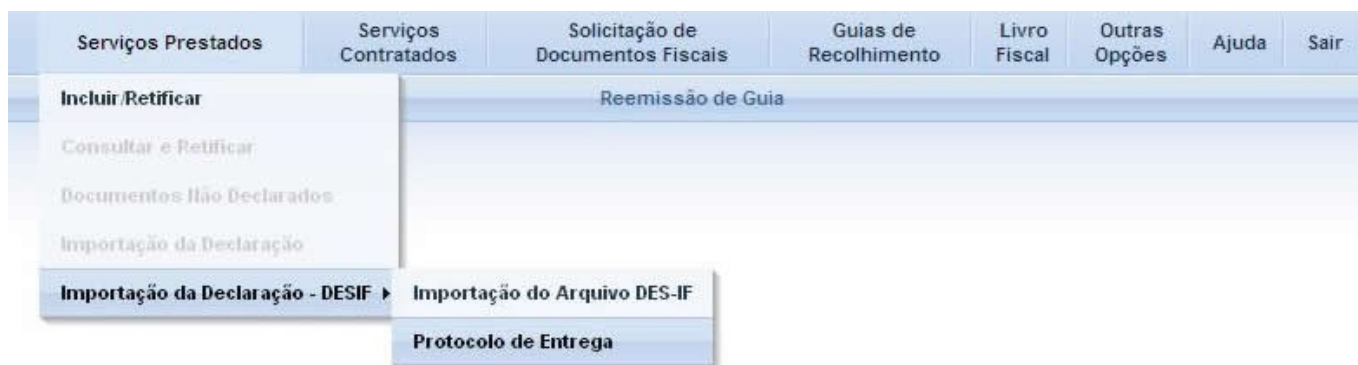 Serviços Prestados
Serviços
Contratados
Solicitação de
Documentos Fiscais
Guias de
Recolhimento
Livro
Fiscal
Outras
Opções
Ajuda
Sair
Incluir/Retificar
Reemissão de Guia
Consultar e Retificar
Documentos Não Declarados
Importação da Declaração
Importação da Declaração - DESIF
Importação do Arquivo DES-IF
Protocolo de Entrega